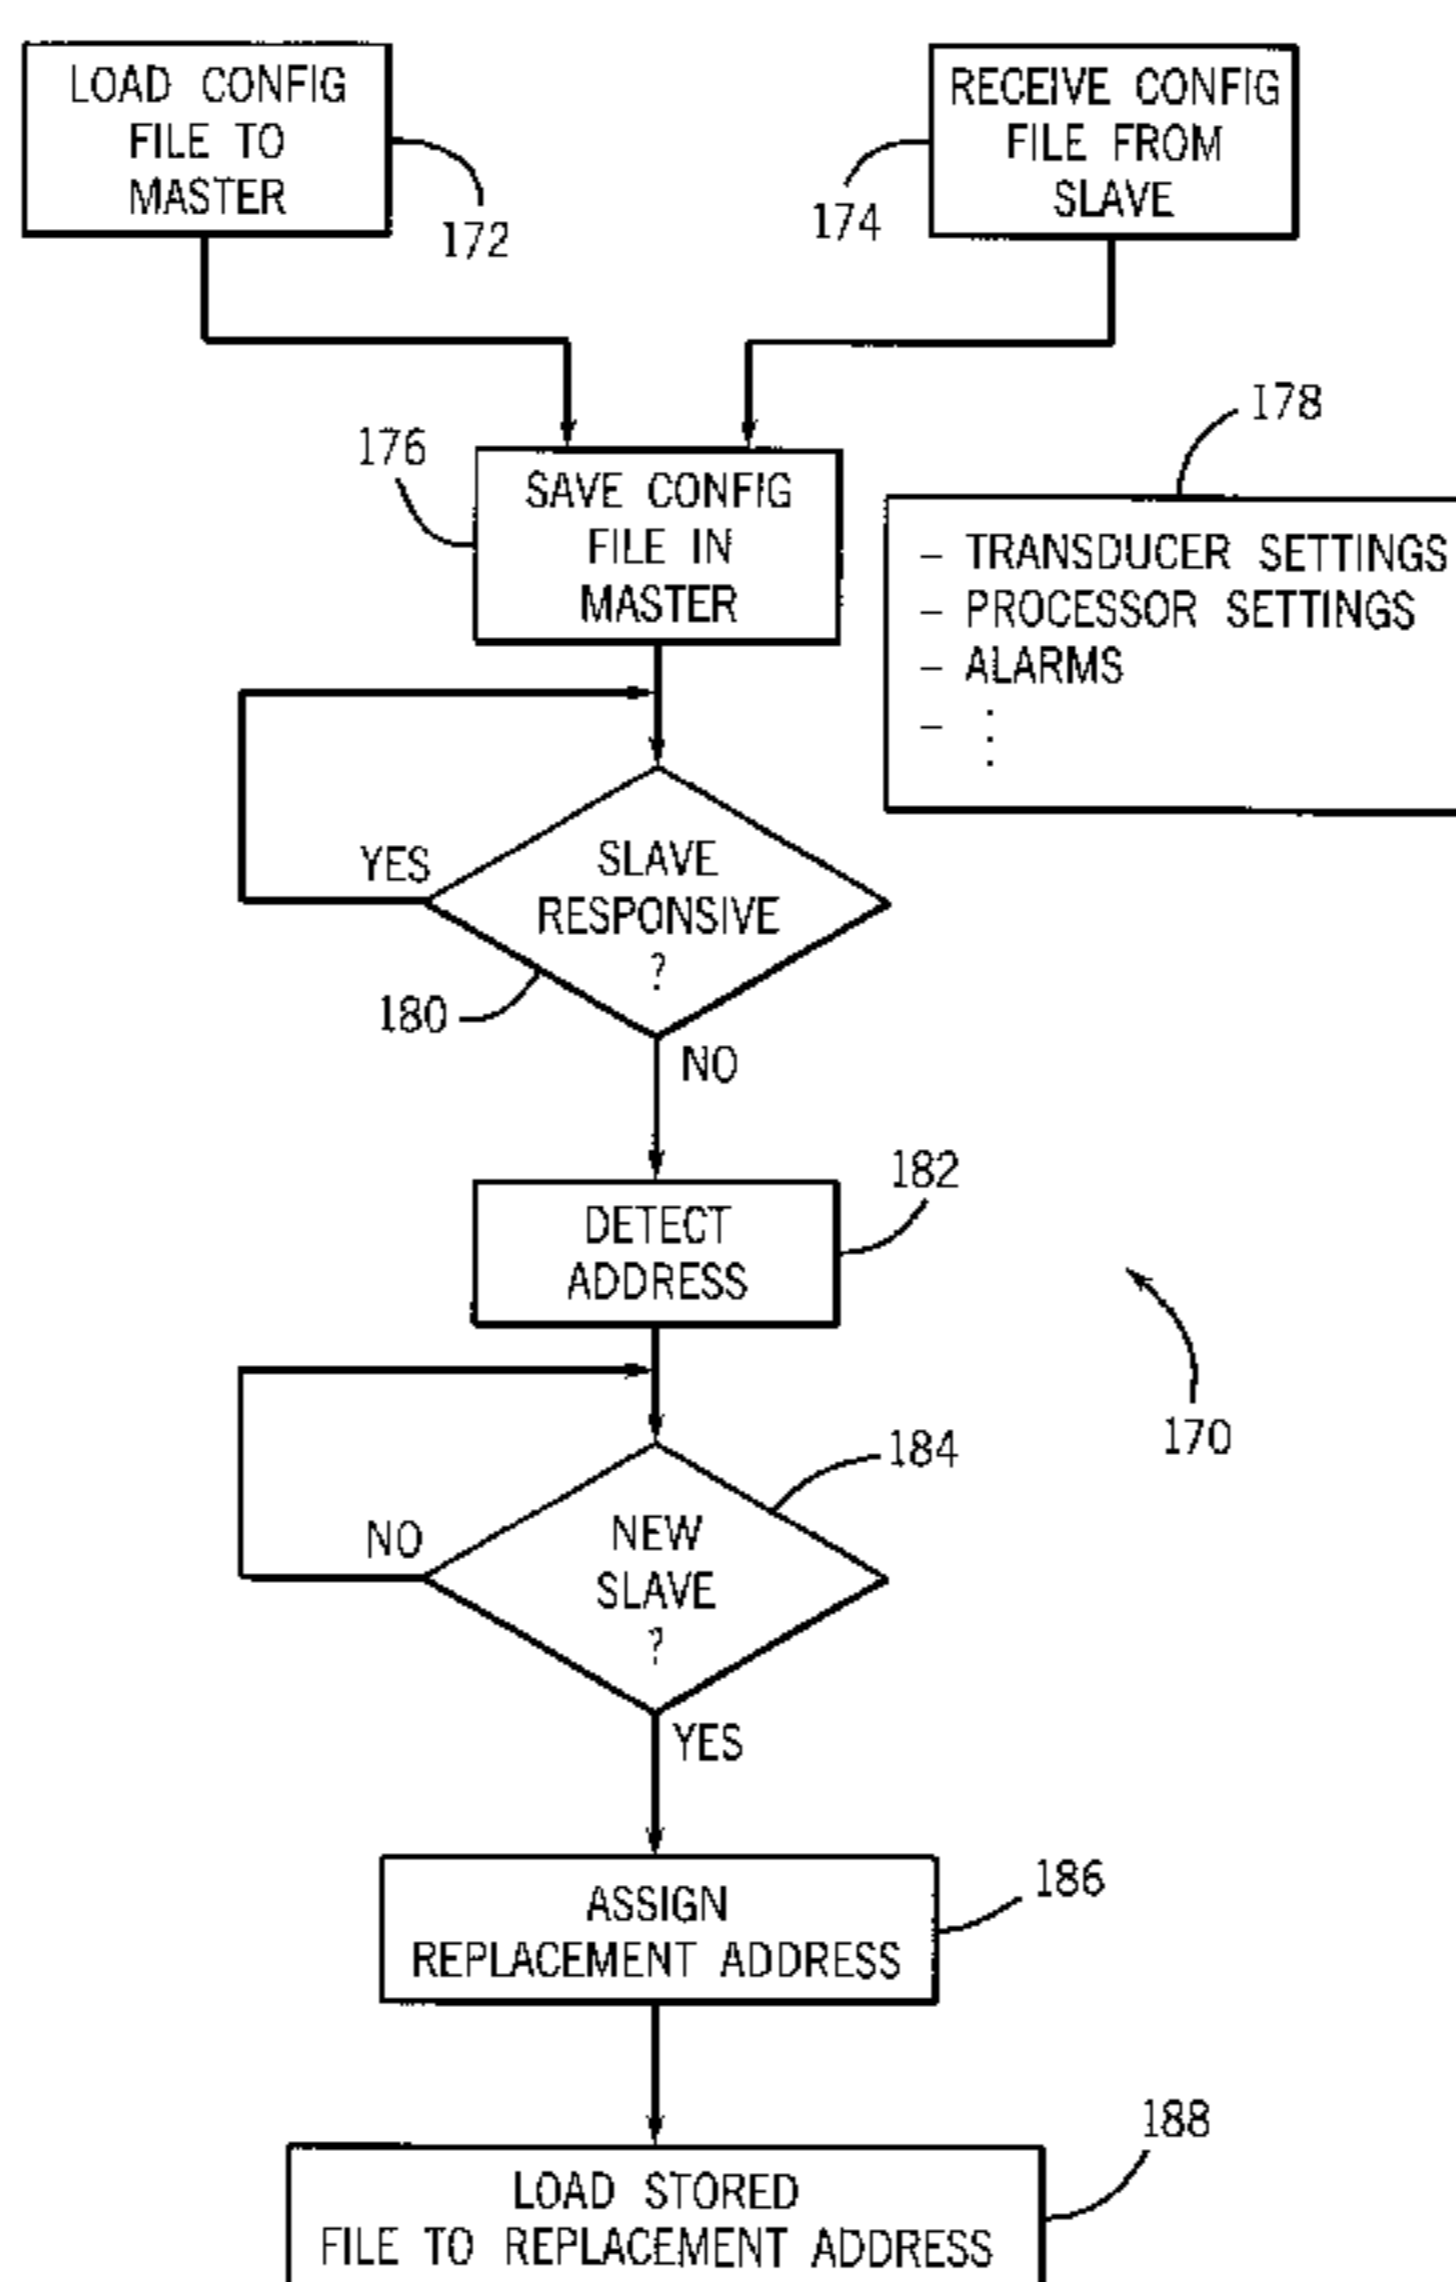 LOAD CONFIG
FILE TO
MASTER
172
RECEIVE CONFIG
FILE FROM
SLAVE
174
176
SAVE CONFIG
FILE IN
MASTER
178
- TRANSDUCER SETTINGS
- PROCESSOR SETTINGS
- ALARMS
- ⋮
YES
SLAVE
RESPONSIVE
?
180
NO
182
DETECT
ADDRESS
170
184
NO
NEW
SLAVE
?
YES
186
ASSIGN
REPLACEMENT ADDRESS
188
LOAD STORED
FILE TO REPLACEMENT ADDRESS